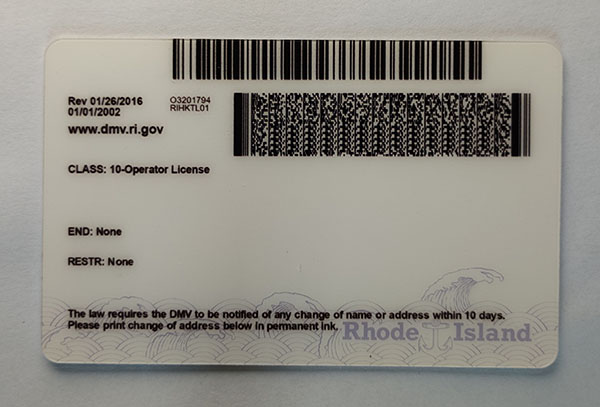 Rev 01/26/2016
01/01/2002
O3201794
RIHKTL01
www.dmv.ri.gov
CLASS: 10-Operator License
END: None
RESTR: None
The law requires the DMV to be notified of any change of name or address within 10 days.
Please print change of address below in permanent ink.
Rhode Island